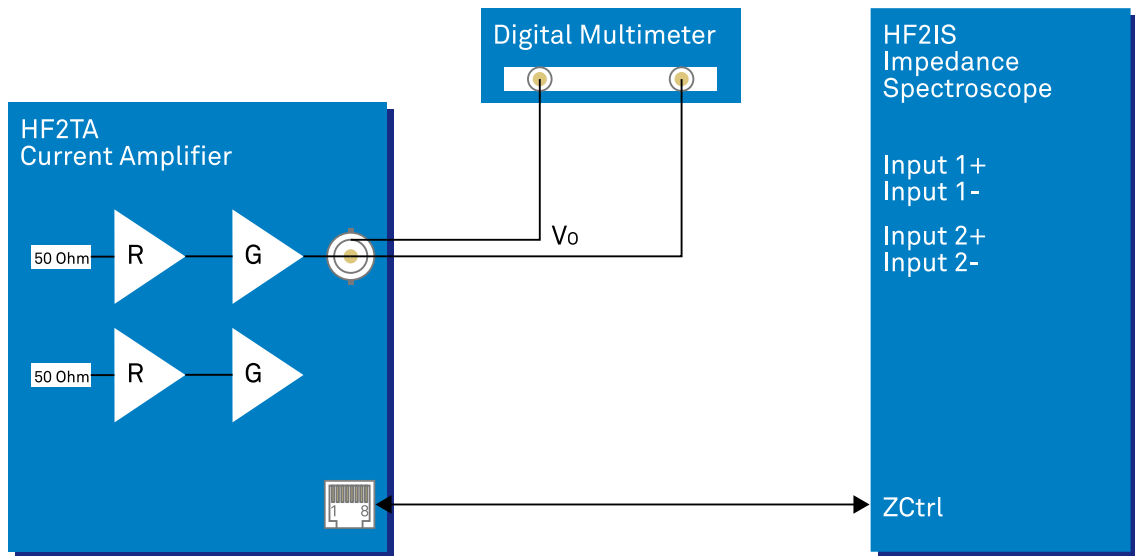 Digital Multimeter
HF2IS
Impedance
Spectroscope
HF2TA
Current Amplifier
Input 1+
Input 1-
Input 2+
Input 2-
50 Ohm
R
G
Vo
50 Ohm
R
G
1 8
ZCtrl